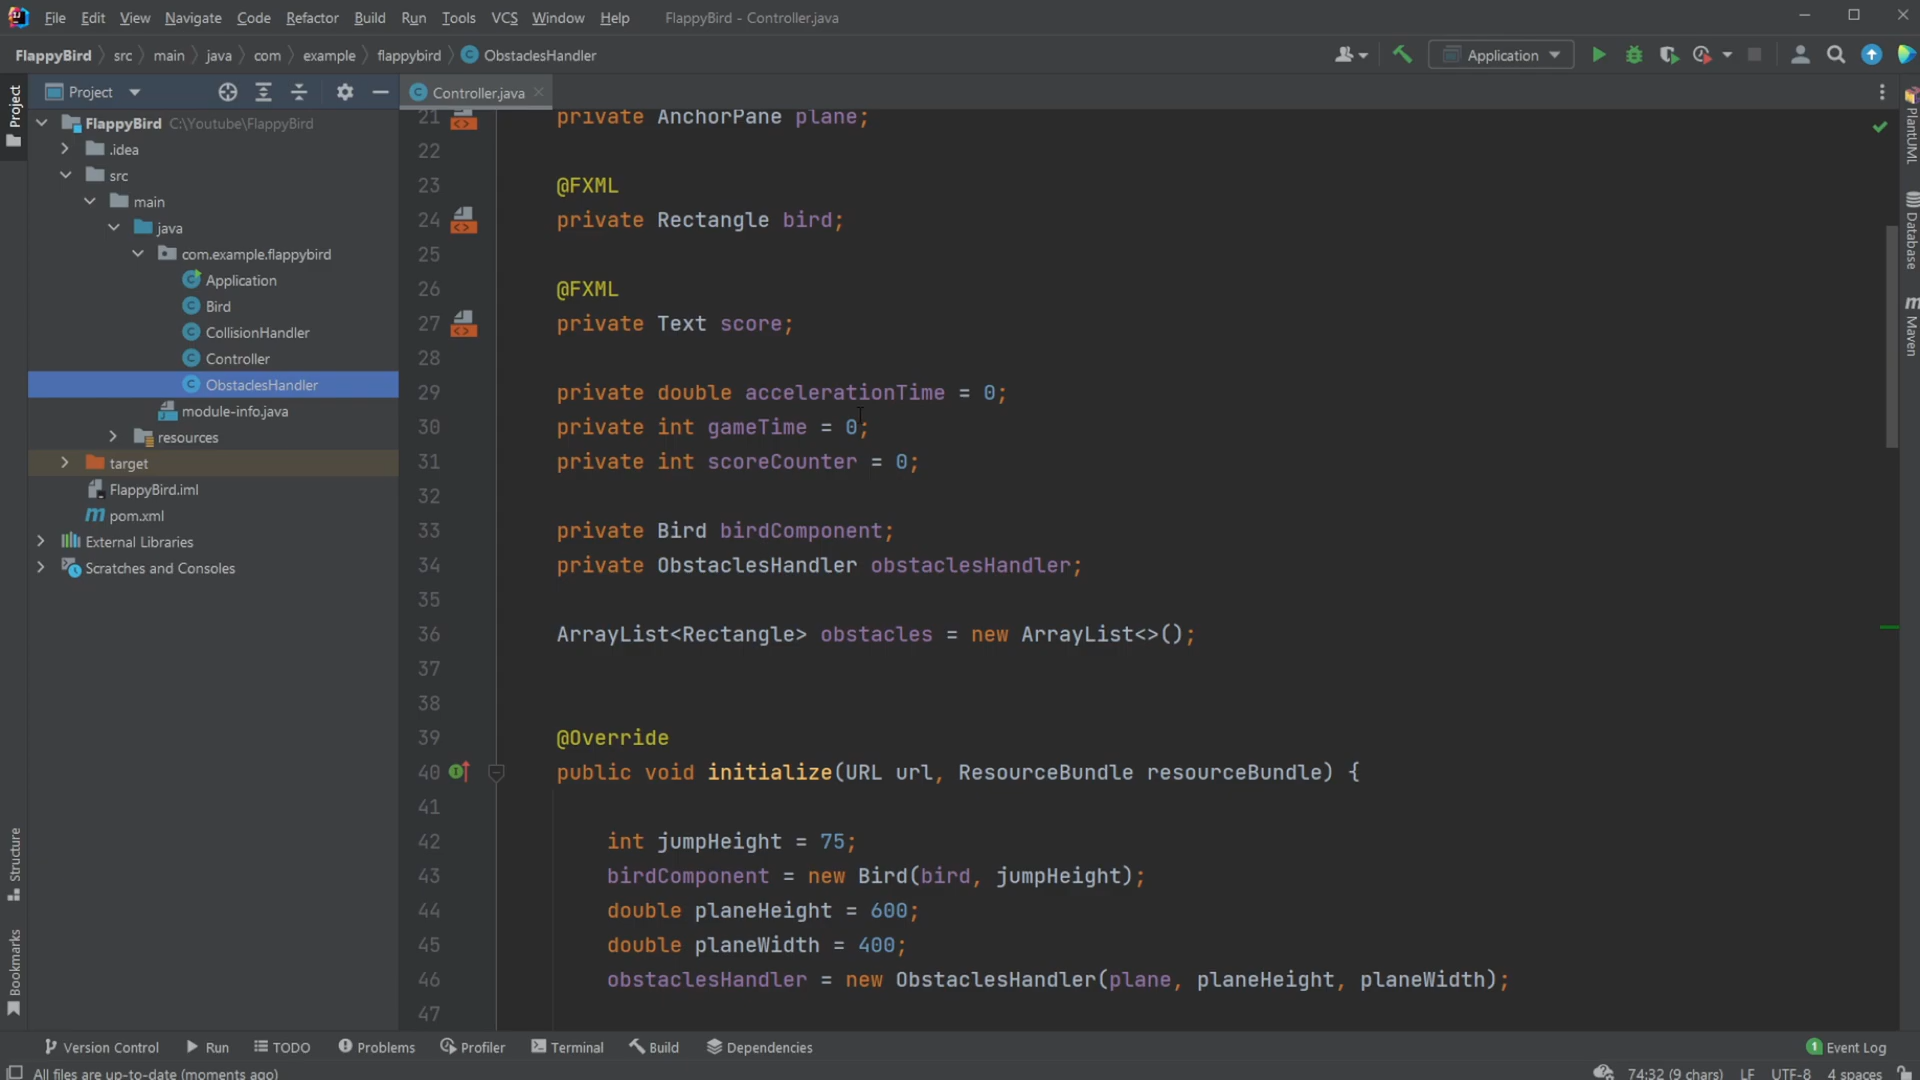 File Edit View Navigate Code Refactor Build Run Tools VCS Window Help FlappyBird - Controller.java
FlappyBird src main java com example flappybird ObstaclesHandler Application
Project
Project
Controller.java
FlappyBird C:\Youtube\FlappyBird
.idea
src
main
java
com.example.flappybird
Application
Bird
CollisionHandler
Controller
ObstaclesHandler
module-info.java
resources
target
FlappyBird.iml
pom.xml
External Libraries
Scratches and Consoles
Structure
Bookmarks
21 private AnchorPane plane;
22
23 @FXML
24 private Rectangle bird;
25
26 @FXML
27 private Text score;
28
29 private double accelerationTime = 0;
30 private int gameTime = 0;
31 private int scoreCounter = 0;
32
33 private Bird birdComponent;
34 private ObstaclesHandler obstaclesHandler;
35
36 ArrayList<Rectangle> obstacles = new ArrayList<>();
37
38
39 @Override
40 public void initialize(URL url, ResourceBundle resourceBundle) {
41
42 int jumpHeight = 75;
43 birdComponent = new Bird(bird, jumpHeight);
44 double planeHeight = 600;
45 double planeWidth = 400;
46 obstaclesHandler = new ObstaclesHandler(plane, planeHeight, planeWidth);
47
PlantUML
Database
Maven
Version Control Run TODO Problems Profiler Terminal Build Dependencies 1 Event Log
All files are up-to-date (moments ago) 74:32 (9 chars) LF UTF-8 4 spaces